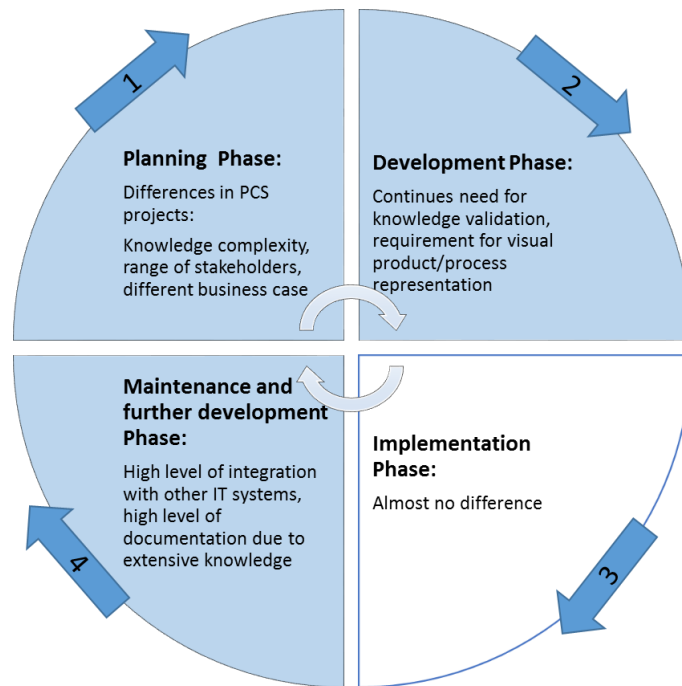 1
Planning Phase:
Differences in PCS
projects:
Knowledge complexity,
range of stakeholders,
different business case
2
Development Phase:
Continues need for
knowledge validation,
requirement for visual
product/process
representation
Maintenance and
further development
Phase:
High level of integration
with other IT systems,
high level of
documentation due to
extensive knowledge
4
Implementation
Phase:
Almost no difference
3